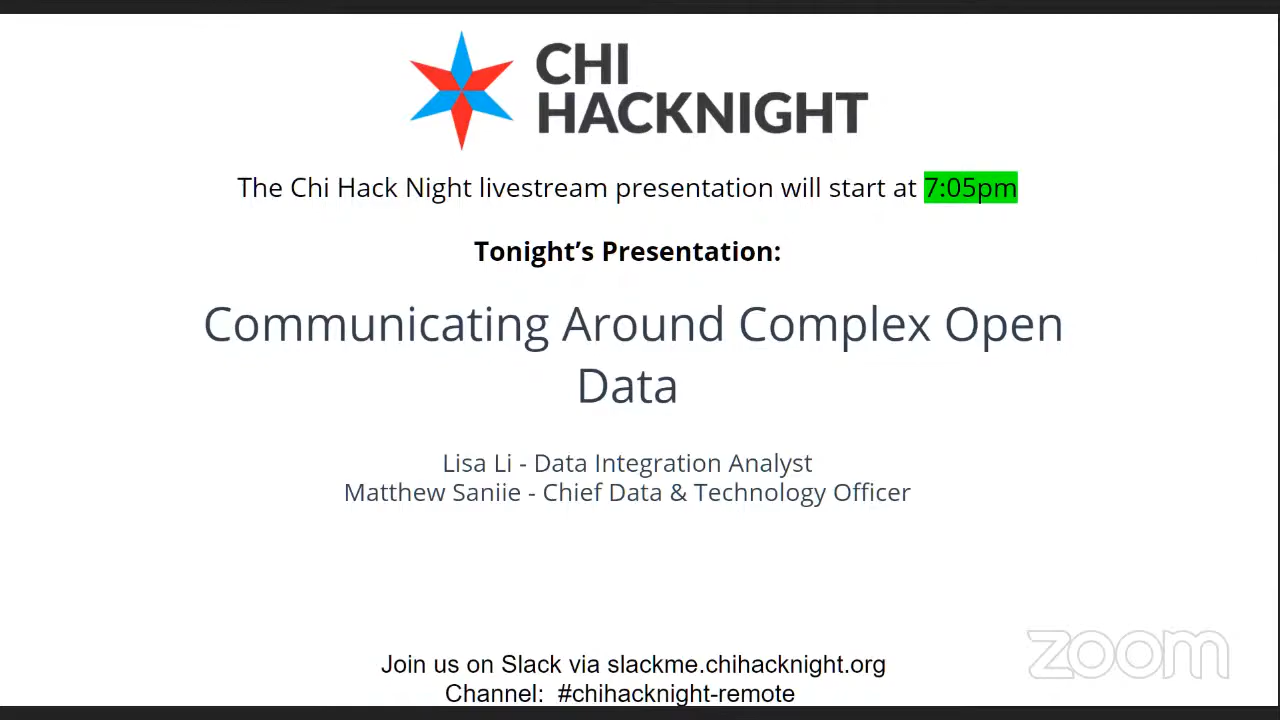 CHI
HACKNIGHT
The Chi Hack Night livestream presentation will start at 7:05pm
Tonight’s Presentation:
Communicating Around Complex Open
Data
Lisa Li - Data Integration Analyst
Matthew Saniie - Chief Data & Technology Officer
Join us on Slack via slackme.chihacknight.org
Channel:  #chihacknight-remote
zoom